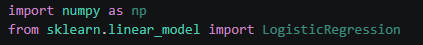 import numpy as np
from sklearn.linear_model import LogisticRegression